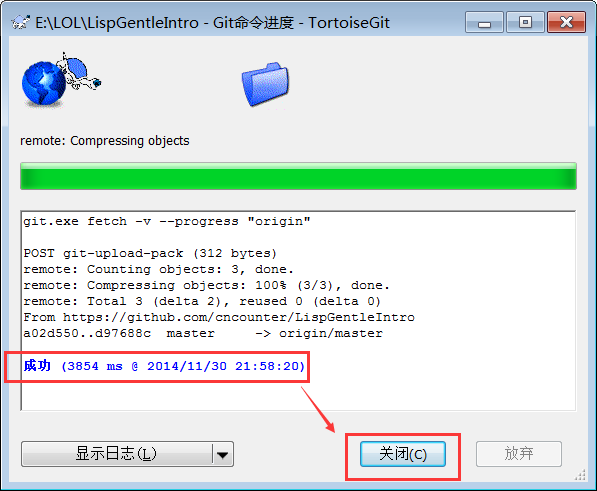 E:\LOL\LispGentleIntro - Git命令进度 - TortoiseGit
remote: Compressing objects
git.exe fetch -v --progress "origin"
POST git-upload-pack (312 bytes)
remote: Counting objects: 3, done.
remote: Compressing objects: 100% (3/3), done.
remote: Total 3 (delta 2), reused 0 (delta 0)
From https://github.com/cncounter/LispGentleIntro
a02d550..d97688c  master     -> origin/master
成功 (3854 ms @ 2014/11/30 21:58:20)
显示日志(L)
关闭(C)
放弃